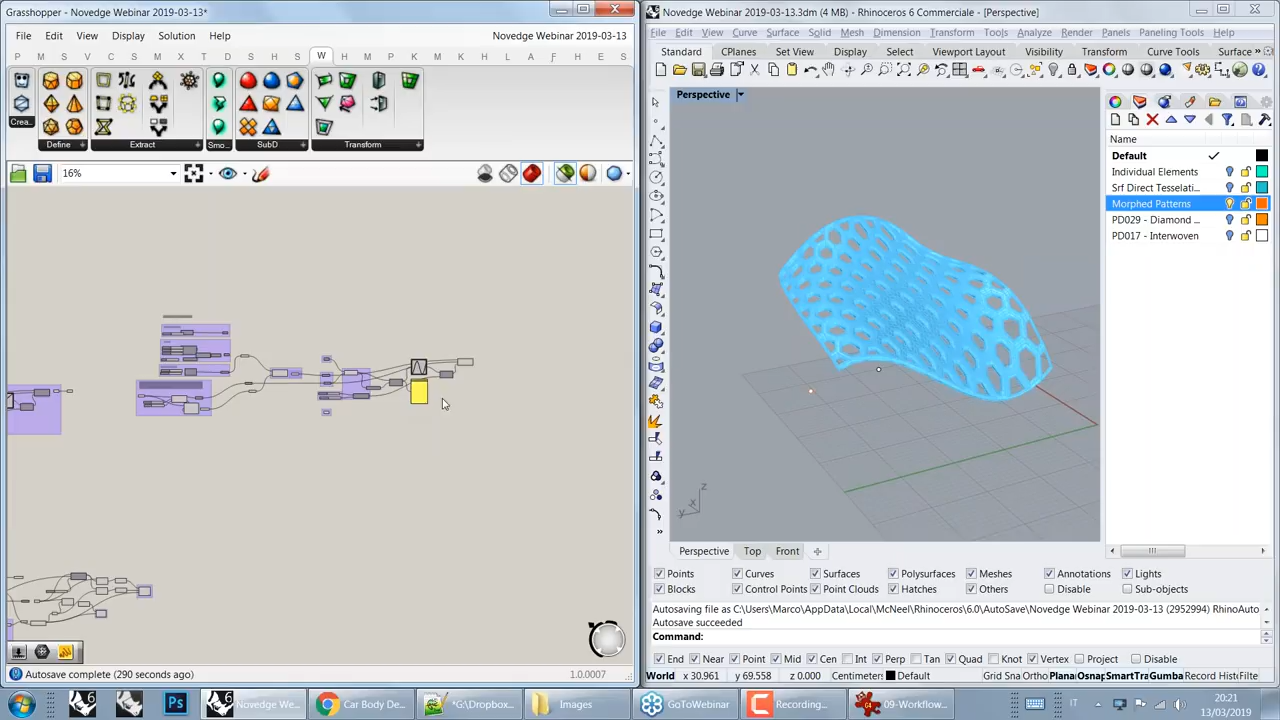 Grasshopper - Novedge Webinar 2019-03-13*
File Edit View Display Solution Help
Novedge Webinar 2019-03-13
P M S V C S I M D D W H L B F T K C K M K K L D A E S
Crea...
Define
Extract
Smo...
SubD
Transform
16%
Autosave complete (290 seconds ago)
1.0.0007
Novedge Webinar 2019-03-13.3dm (4 MB) - Rhinoceros 6 Commerciale - [Perspective]
File Edit View Curve Surface Solid Mesh Dimension Transform Tools Analyze Render Panels Paneling Tools Help
Standard CPlanes Set View Display Select Viewport Layout Visibility Transform Curve Tools Surface
Perspective
z
x
y
Name
Default
Individual Elements
Srf Direct Tesselati...
Morphed Patterns
PD029 - Diamond ...
PD017 - Interwoven
Perspective Top Front
Points Curves Surfaces Polysurfaces Meshes Annotations Lights
Blocks Control Points Point Clouds Hatches Others Disable Sub-objects
Autosaving file as C:\Users\Marco\AppData\Local\McNeel\Rhinoceros\6.0\AutoSave\Novedge Webinar 2019-03-13 (2952994) RhinoAuto
Autosave succeeded
Command:
End Near Point Mid Cen Int Perp Tan Quad Knot Vertex Project Disable
World x 30.961 y 69.558 z 0.000 Centimeters Default Grid Sna Ortho Plana Osnap SmartTra Gumba Record Histo Filte
Novedge We...
Car Body De...
*G:\Dropbox...
Images
GoToWebinar
Recording...
09-Workflow...
IT
20:21
13/03/2019